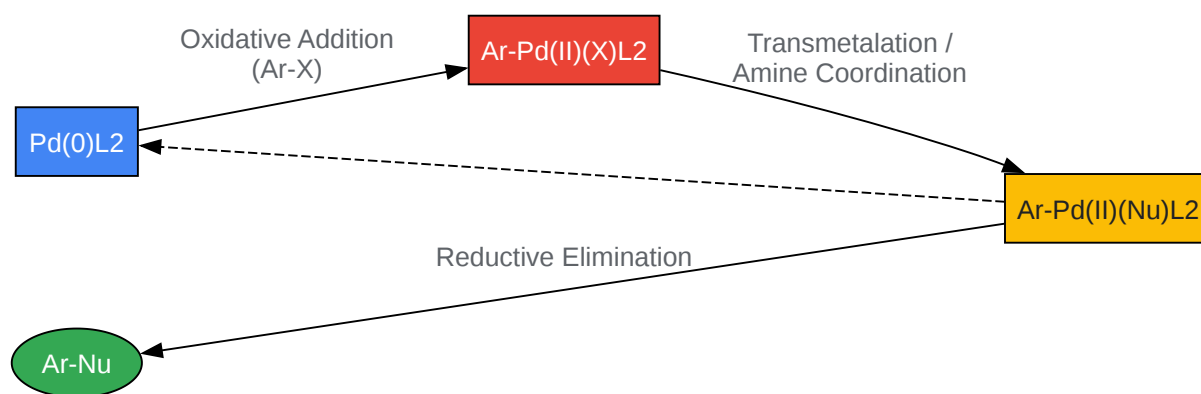 Oxidative Addition
(Ar-X)
Ar-Pd(II)(X)L2
Transmetalation /
Amine Coordination
Pd(0)L2
Ar-Pd(II)(Nu)L2
Reductive Elimination
Ar-Nu